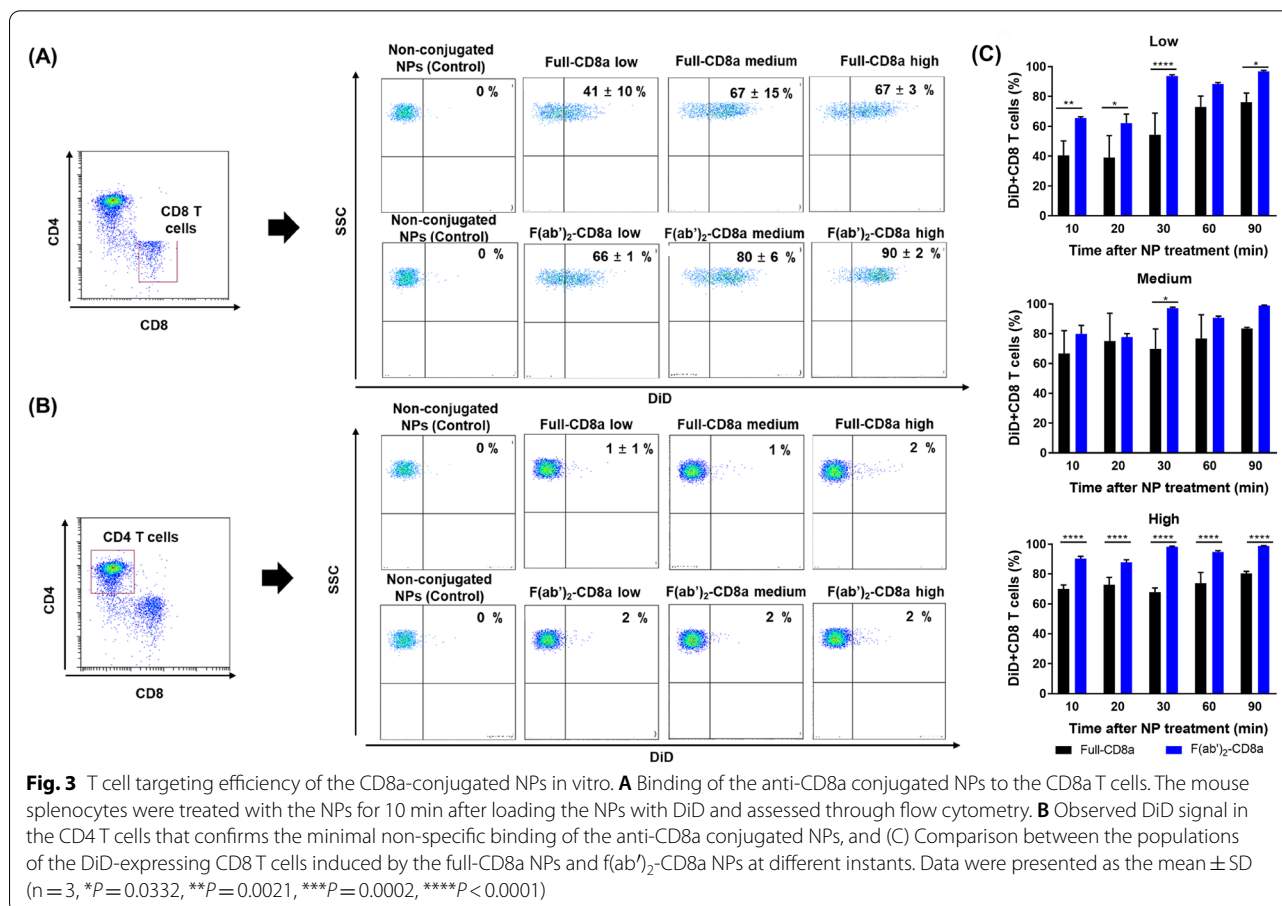 (A)
Non-conjugated NPs (Control)
Full-CD8a low
Full-CD8a medium
Full-CD8a high
0 %
41 ± 10 %
67 ± 15 %
67 ± 3 %
CD4
CD8 T cells
CD8
SSC
Non-conjugated NPs (Control)
F(ab')₂-CD8a low
F(ab')₂-CD8a medium
F(ab')₂-CD8a high
0 %
66 ± 1 %
80 ± 6 %
90 ± 2 %
DiD
(B)
Non-conjugated NPs (Control)
Full-CD8a low
Full-CD8a medium
Full-CD8a high
0 %
1 ± 1 %
1 %
2 %
CD4
CD4 T cells
CD8
SSC
Non-conjugated NPs (Control)
F(ab')₂-CD8a low
F(ab')₂-CD8a medium
F(ab')₂-CD8a high
0 %
2 %
2 %
2 %
DiD
(C)
Low
DiD+CD8 T cells (%)
100
80
60
40
20
0
** * **** *
10 20 30 60 90
Time after NP treatment (min)
Medium
DiD+CD8 T cells (%)
100
80
60
40
20
0
*
10 20 30 60 90
Time after NP treatment (min)
High
DiD+CD8 T cells (%)
100
80
60
40
20
0
**** **** **** **** ****
10 20 30 60 90
Time after NP treatment (min)
Full-CD8a F(ab')₂-CD8a
Fig. 3 T cell targeting efficiency of the CD8a-conjugated NPs in vitro. A Binding of the anti-CD8a conjugated NPs to the CD8a T cells. The mouse
splenocytes were treated with the NPs for 10 min after loading the NPs with DiD and assessed through flow cytometry. B Observed DiD signal in
the CD4 T cells that confirms the minimal non-specific binding of the anti-CD8a conjugated NPs, and (C) Comparison between the populations
of the DiD-expressing CD8 T cells induced by the full-CD8a NPs and f(ab′)₂-CD8a NPs at different instants. Data were presented as the mean ± SD
(n = 3, *P = 0.0332, **P = 0.0021, ***P = 0.0002, ****P < 0.0001)